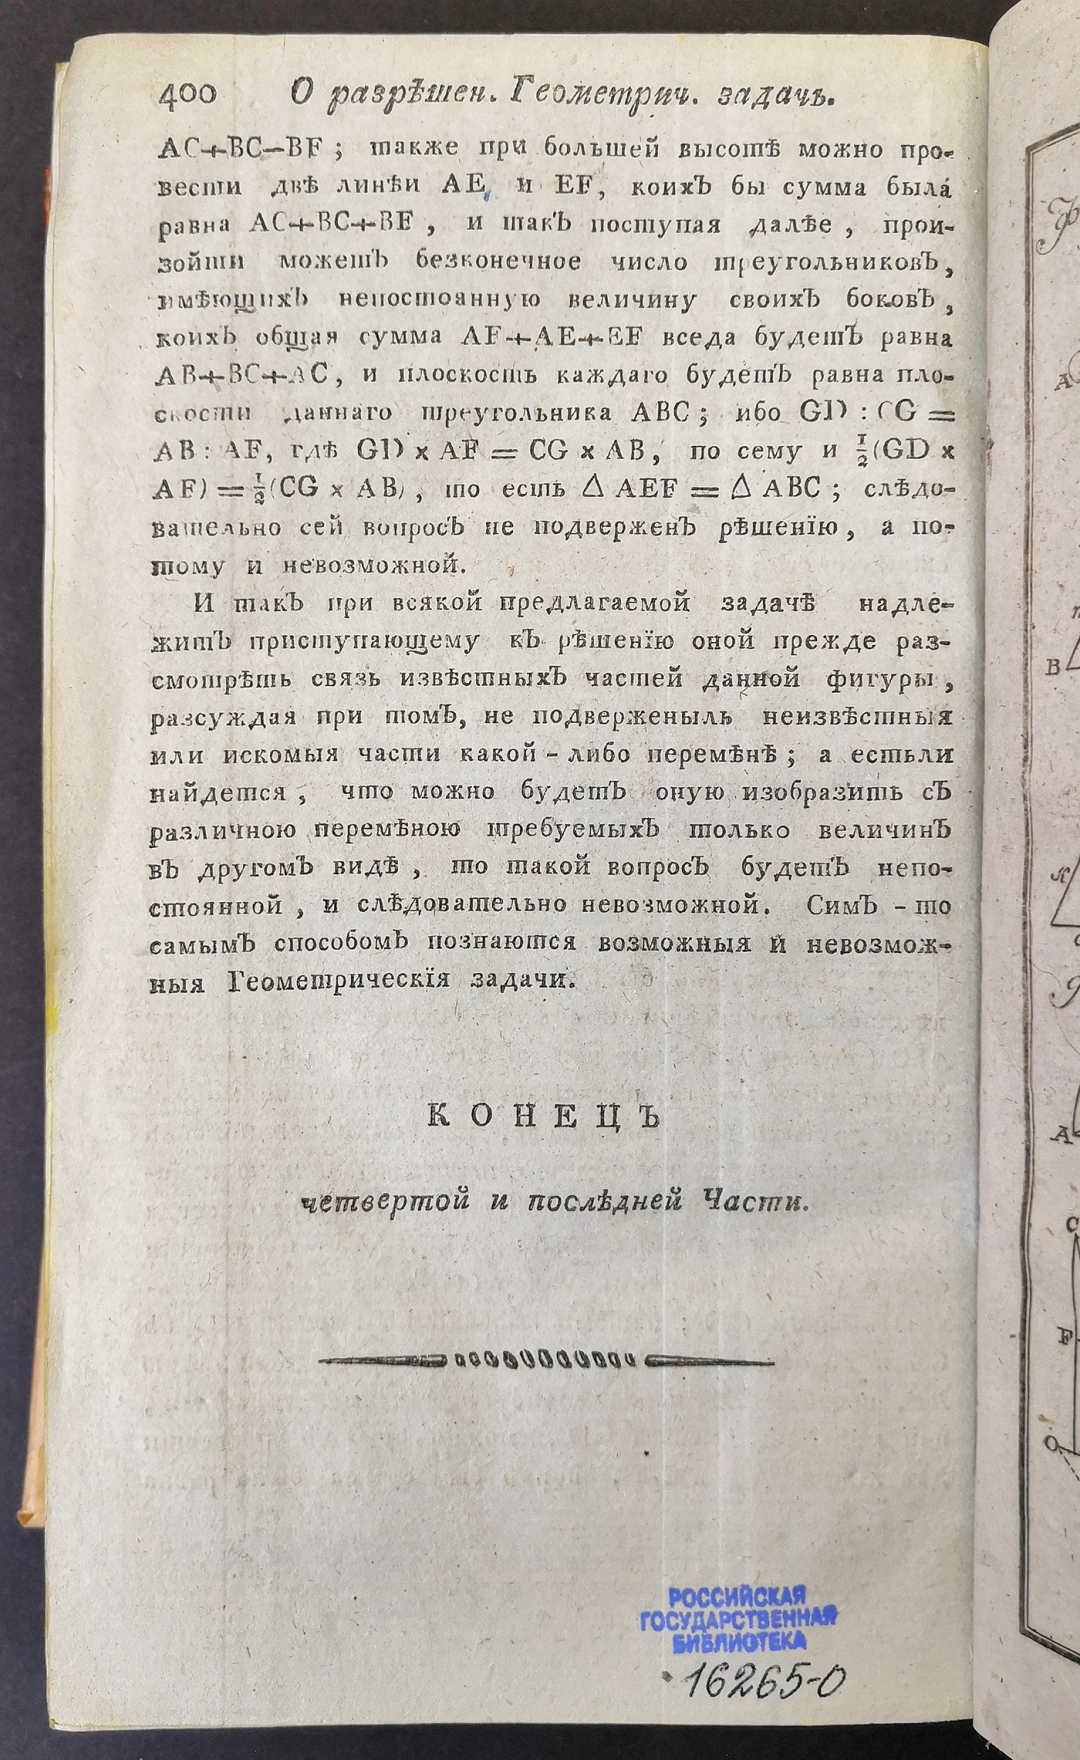 400 О разрѣшен. Геометрич. задачь.
AC+BC—BF ; также при большей высотѣ можно про-
вести двѣ линѣи AE, и EF, коихЪ бы сумма была
равна AC+BC+BF , и такЪ поступая далѣе , прои-
зойти можетЪ безконечное число треугольниковЪ,
имѣющихЪ непостоянную величину своихЪ боковЪ ,
коихЪ общая сумма AF+AE+EF всегда будетЪ равна
AB+BC+AC, и плоскость каждаго будетЪ равна пло-
скости даннаго треугольника ABC ; ибо GD : CG =
AB : AF, гдѣ GD x AF = CG x AB, по сему и ½(GD x
AF) = ½(CG x AB), то есть Δ AEF = Δ ABC ; слѣдо-
вательно сей вопросЪ не подверженЪ рѣшенїю, а по-
тому и невозможной.
И такЪ при всякой предлагаемой задачѣ надле-
житЪ приступающему кЪ рѣшенїю оной прежде раз-
смотрѣть связь извѣстныхЪ частей данной фигуры ,
разсуждая при томЪ, не подверженыль неизвѣстныя
или искомыя части какой - либо перемѣнѣ ; а естьли
найдется , что можно будетЪ оную изобразить сЪ
различною перемѣною требуемыхЪ только величинЪ
вЪ другомЪ видѣ , то такой вопросЪ будетЪ непо-
стоянной , и слѣдовательно невозможной. СимЪ - то
самымЪ способомЪ познаются возможныя и невозмож-
ныя Геометрическїя задачи.
КОНЕЦЪ
четвертой и послѣдней Части.
РОССИЙСКАЯ
ГОСУДАРСТВЕННАЯ
БИБЛИОТЕКА
16265-0
A
B
A
C
F